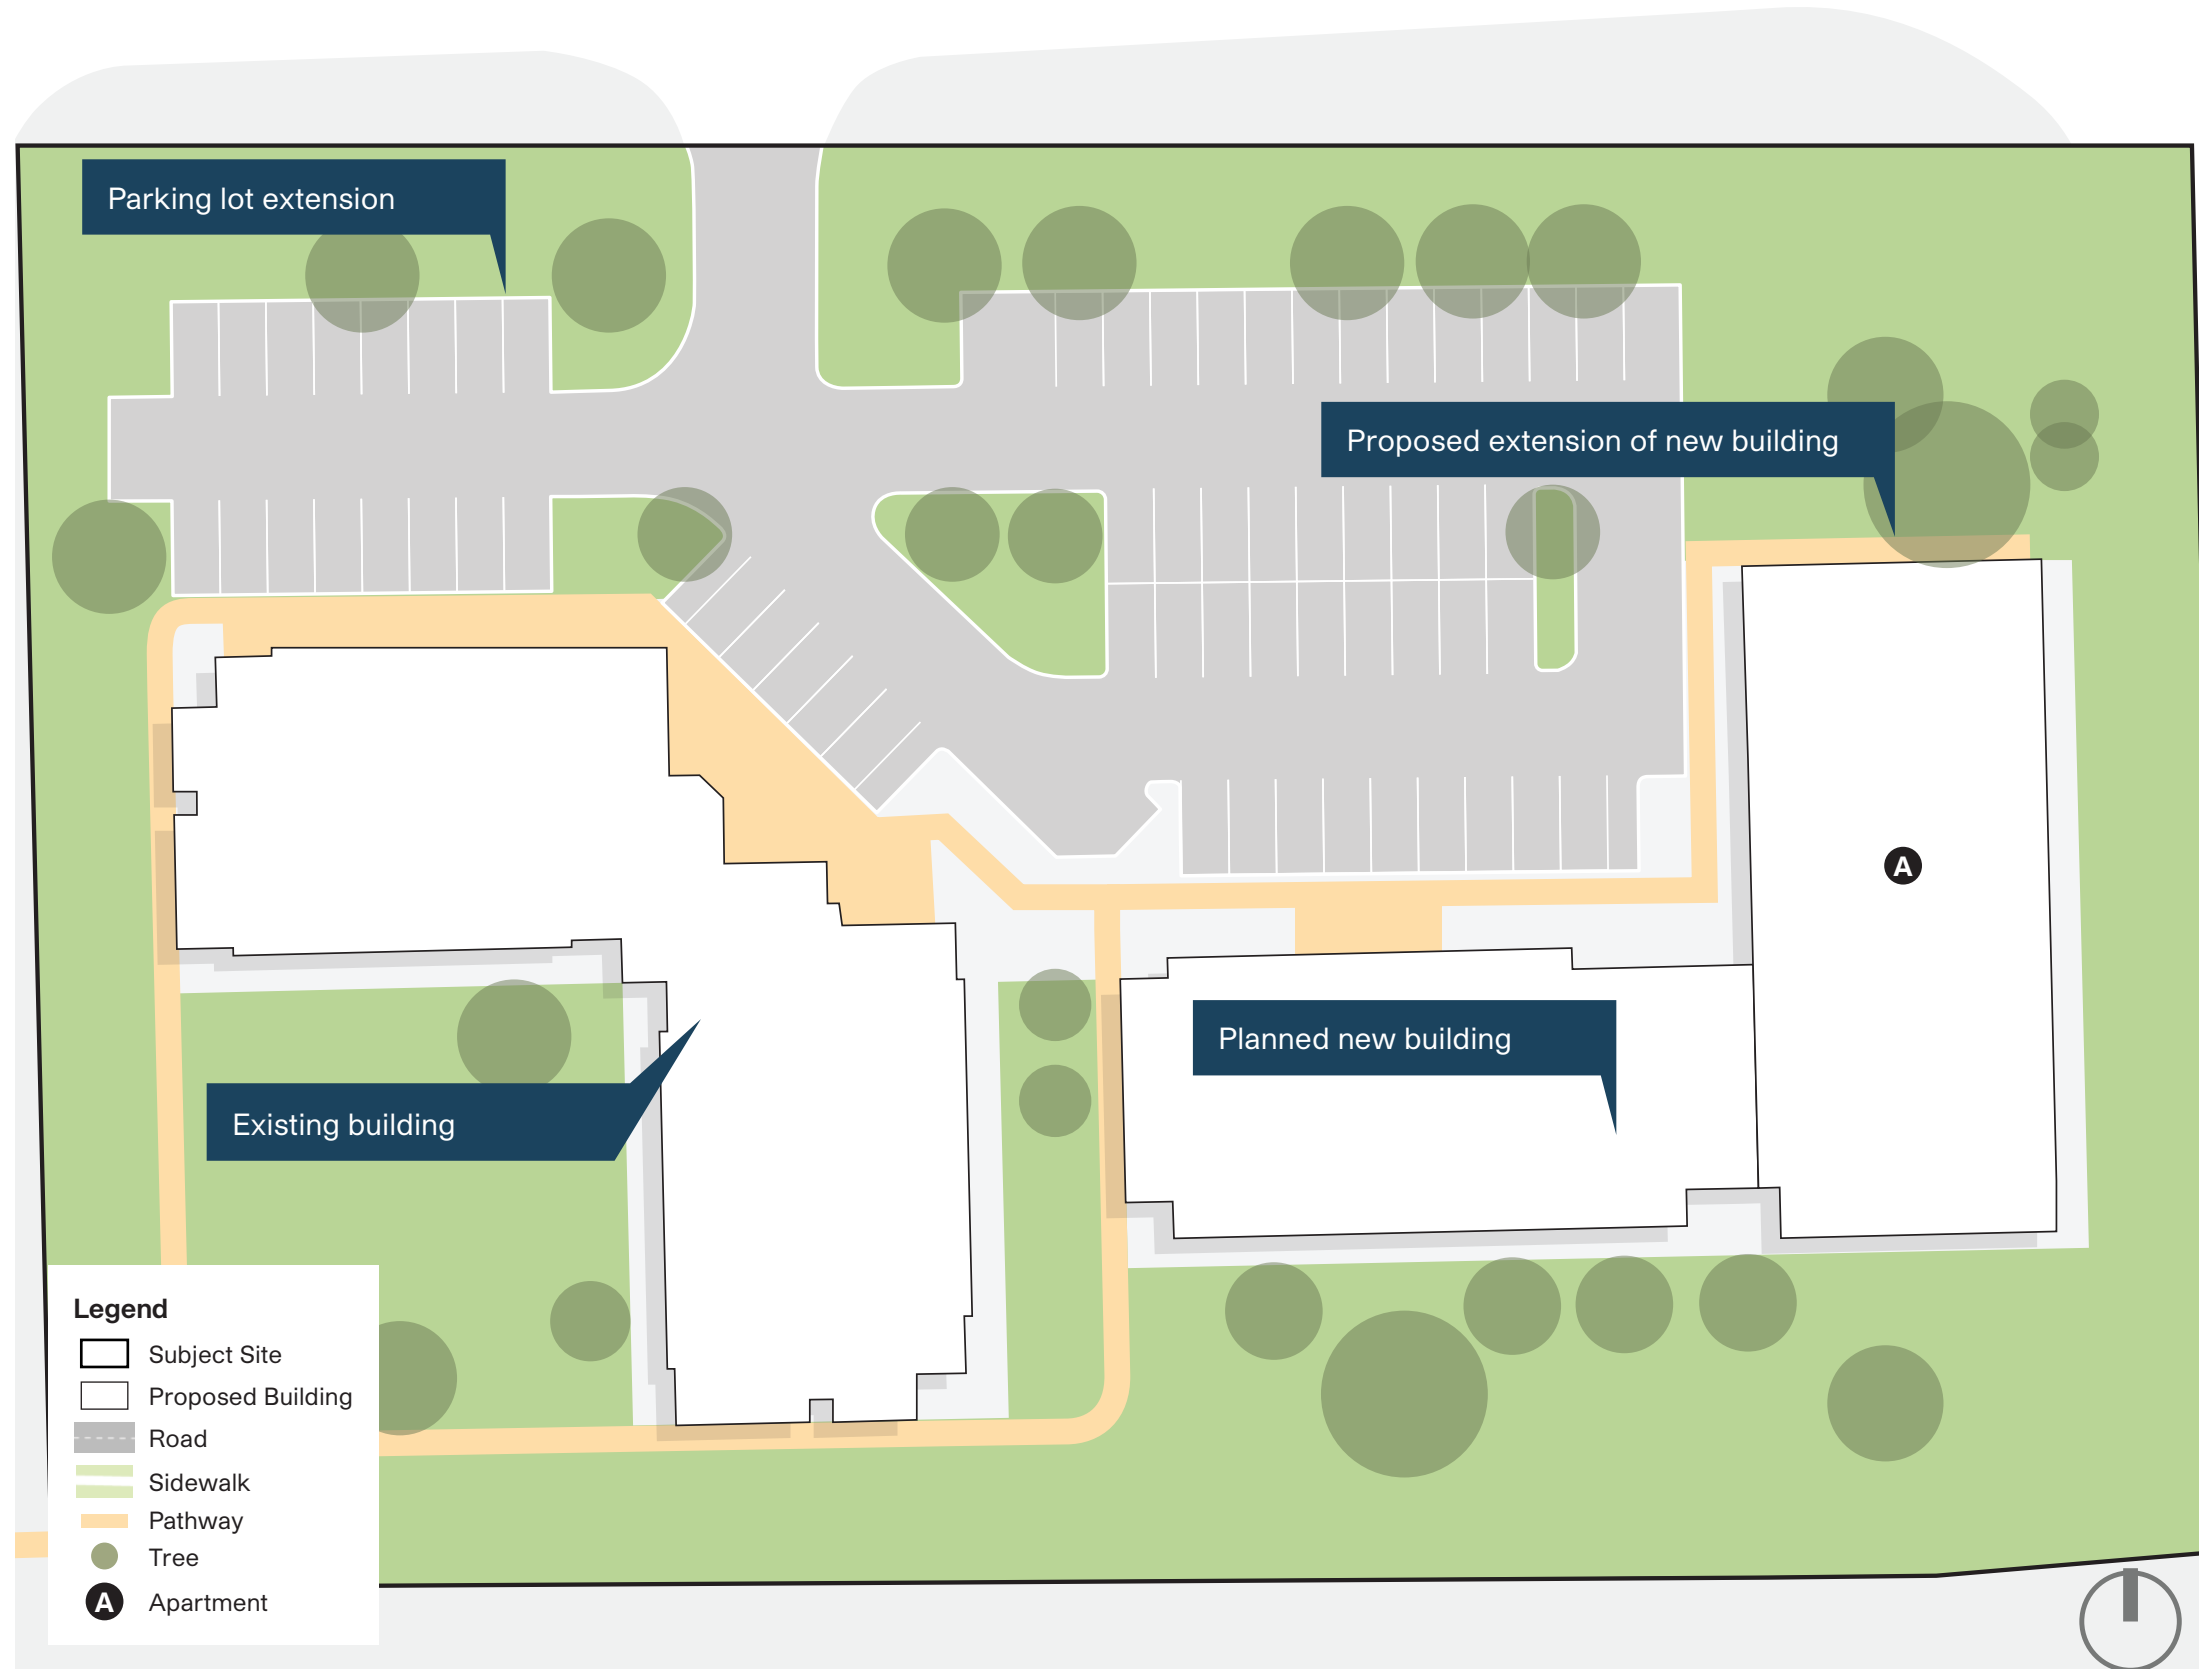 Parking lot extension
Proposed extension of new building
A
Planned new building
Existing building
Legend
Subject Site
Proposed Building
Road
Sidewalk
Pathway
Tree
A Apartment